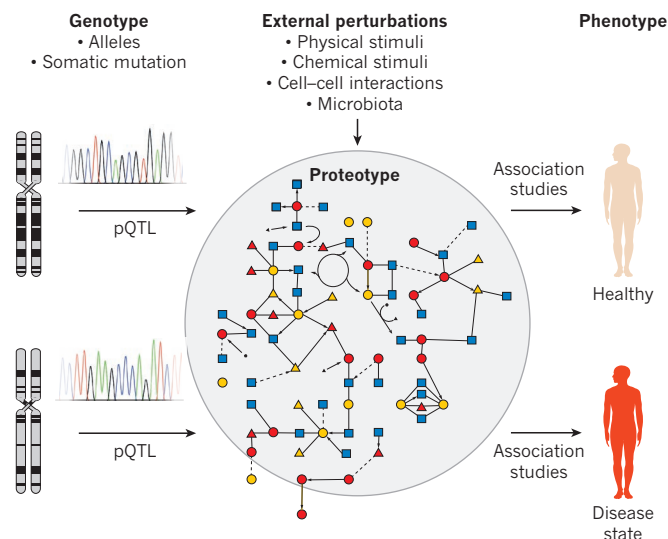 Genotype
• Alleles
• Somatic mutation
External perturbations
• Physical stimuli
• Chemical stimuli
• Cell–cell interactions
• Microbiota
Phenotype
Proteotype
pQTL
Association
studies
Healthy
pQTL
Association
studies
Disease
state